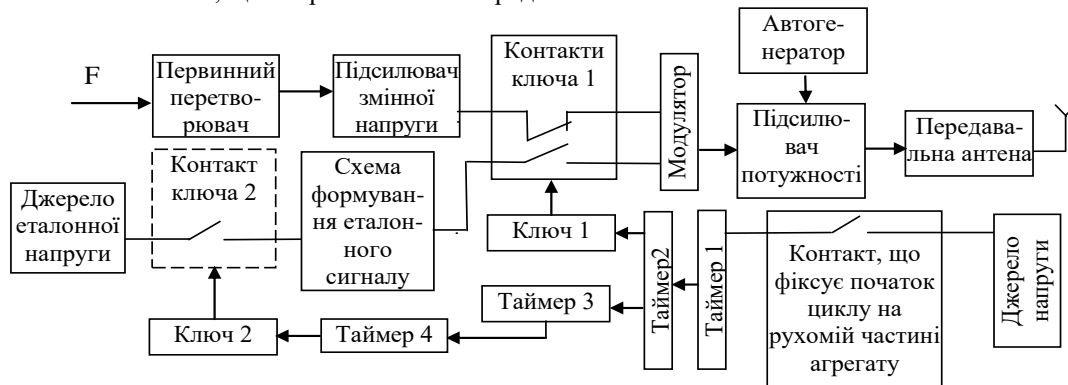 Автоге-
нератор
Контакти
ключа 1
F
Первинний
перетво-
рювач
Підсилювач
змінної
напруги
Модулятор
Підсилю-
вач
потужності
Передава-
льна антена
Контакт
ключа 2
Схема
формуван-
ня еталон-
ного
сигналу
Джерело
еталонної
напруги
Ключ 1
Таймер2
Таймер 1
Контакт, що
фіксує початок
циклу на
рухомій частині
агрегату
Джерело
напруги
Таймер 3
Ключ 2
Таймер 4